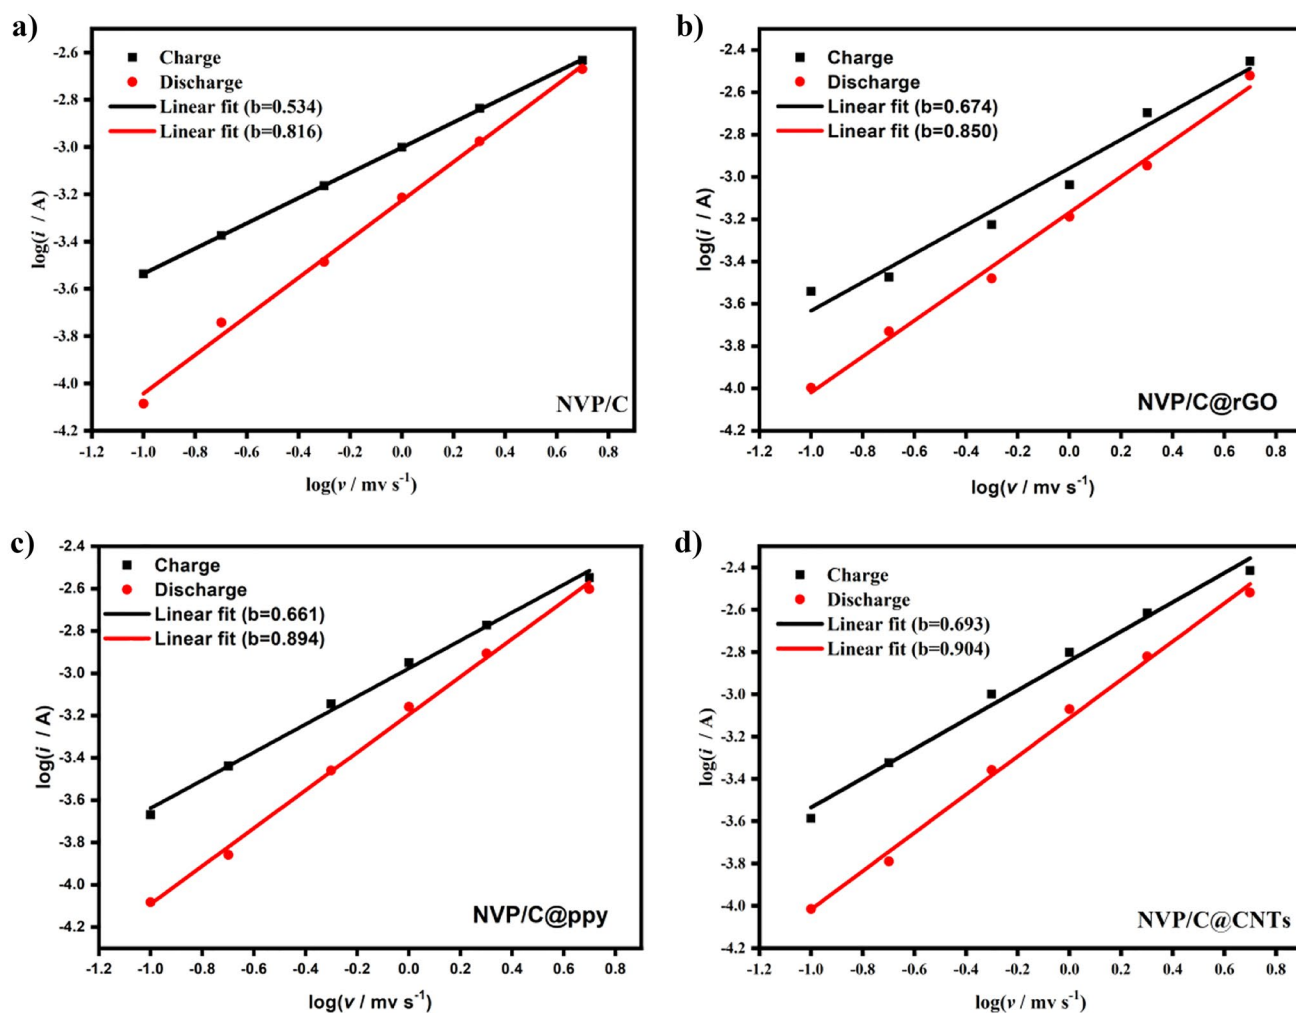 a)
-2.6
-2.8
-3.0
-3.2
-3.4
-3.6
-3.8
-4.0
-4.2
log(i / A)
Charge
Discharge
Linear fit (b=0.534)
Linear fit (b=0.816)
NVP/C
-1.2 -1.0 -0.8 -0.6 -0.4 -0.2 0.0 0.2 0.4 0.6 0.8
log(v / mv s⁻¹)
b)
-2.4
-2.6
-2.8
-3.0
-3.2
-3.4
-3.6
-3.8
-4.0
-4.2
log(i / A)
Charge
Discharge
Linear fit (b=0.674)
Linear fit (b=0.850)
NVP/C@rGO
-1.2 -1.0 -0.8 -0.6 -0.4 -0.2 0.0 0.2 0.4 0.6 0.8
log(v / mv s⁻¹)
c)
-2.4
-2.6
-2.8
-3.0
-3.2
-3.4
-3.6
-3.8
-4.0
-4.2
log(i / A)
Charge
Discharge
Linear fit (b=0.661)
Linear fit (b=0.894)
NVP/C@ppy
-1.2 -1.0 -0.8 -0.6 -0.4 -0.2 0.0 0.2 0.4 0.6 0.8
log(v / mv s⁻¹)
d)
-2.4
-2.6
-2.8
-3.0
-3.2
-3.4
-3.6
-3.8
-4.0
-4.2
log(i / A)
Charge
Discharge
Linear fit (b=0.693)
Linear fit (b=0.904)
NVP/C@CNTs
-1.2 -1.0 -0.8 -0.6 -0.4 -0.2 0.0 0.2 0.4 0.6 0.8
log(v / mv s⁻¹)